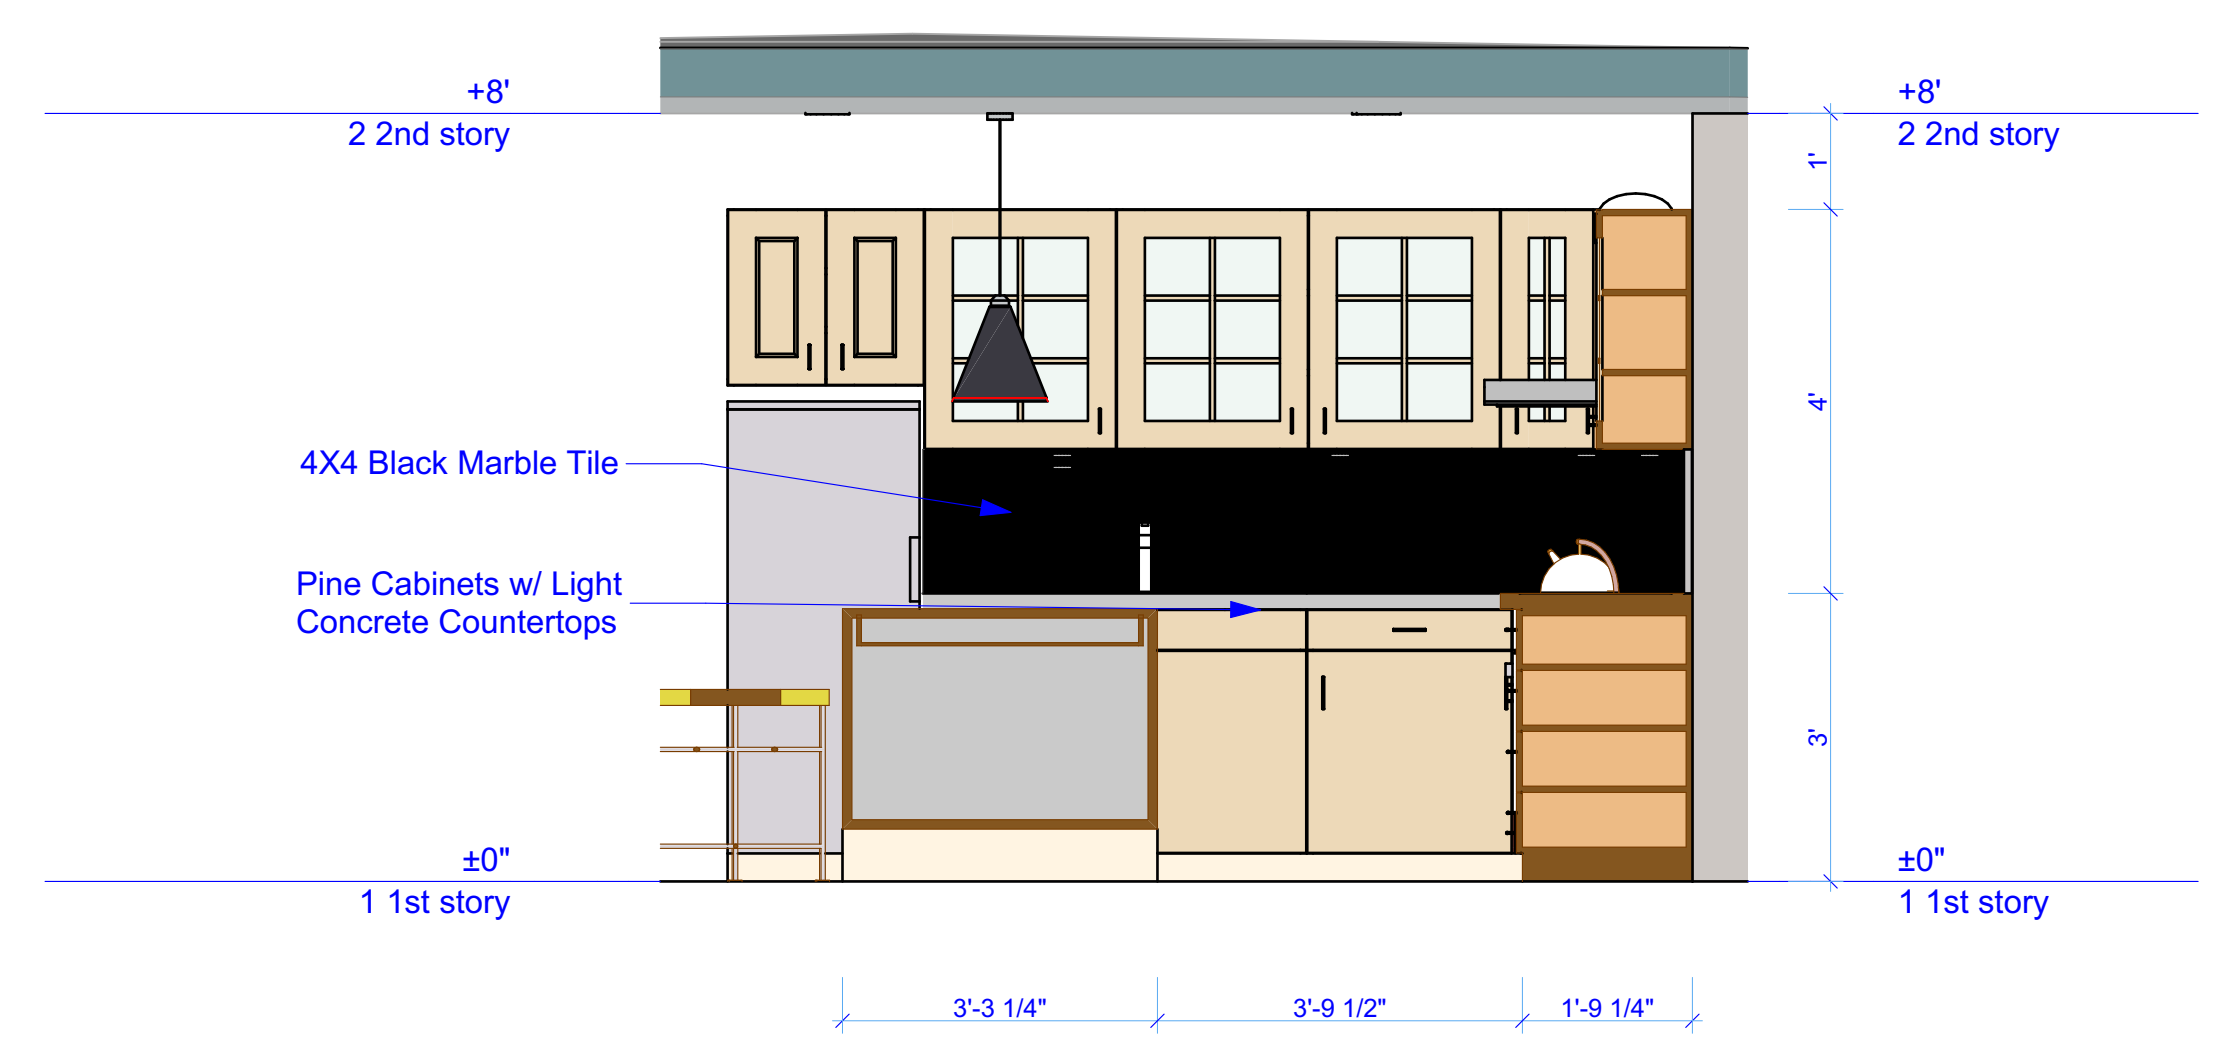 +8'
2 2nd story
+8'
2 2nd story
1'
4'
4X4 Black Marble Tile
Pine Cabinets w/ Light
Concrete Countertops
3'
±0"
1 1st story
±0"
1 1st story
3'-3 1/4"
3'-9 1/2"
1'-9 1/4"